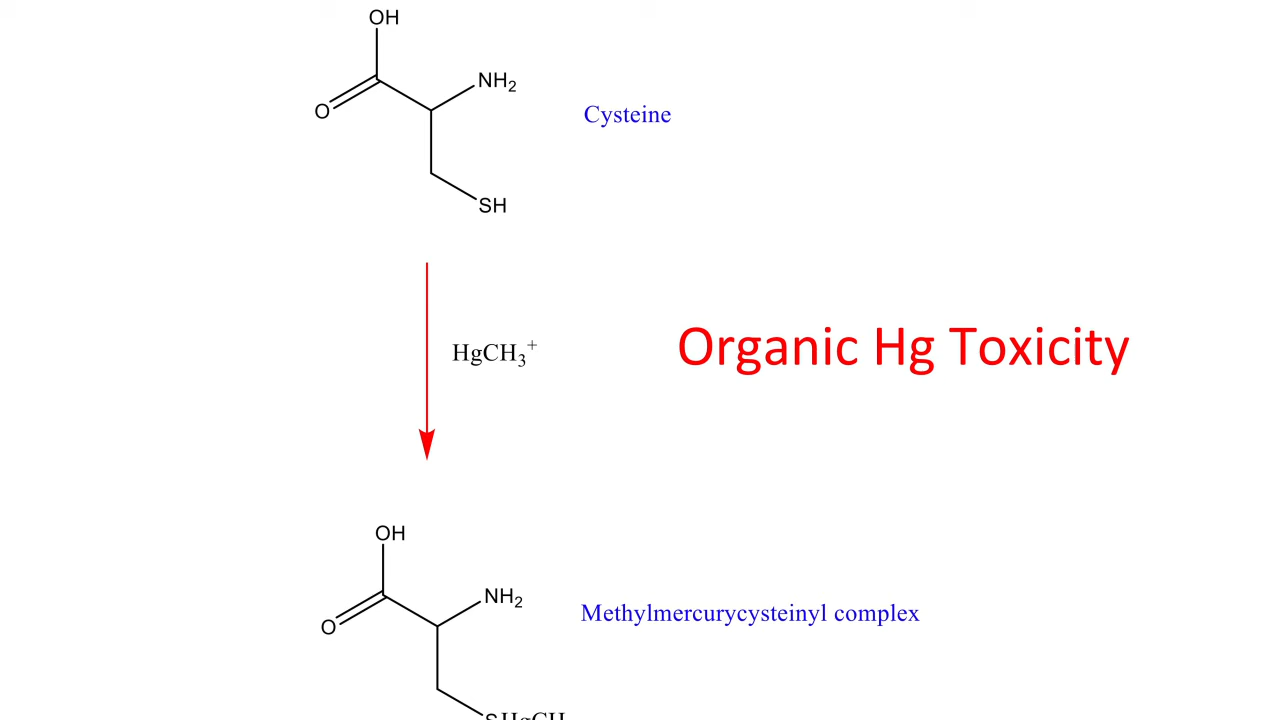 OH
NH₂
O
Cysteine
SH
HgCH₃⁺
Organic Hg Toxicity
OH
NH₂
O
Methylmercurycysteinyl complex